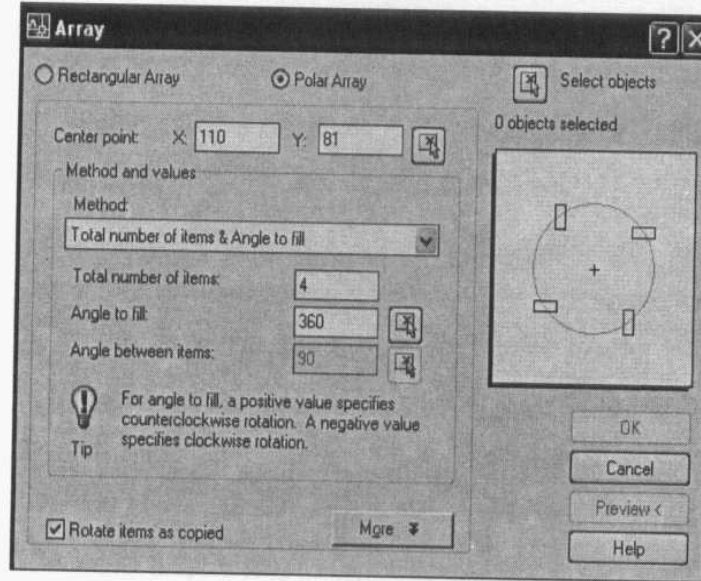 Array
Rectangular Array
Polar Array
Select objects
0 objects selected
Center point: X: 110 Y: 81
Method and values
Method:
Total number of items & Angle to fill
Total number of items: 4
Angle to fill: 360
Angle between items: 90
For angle to fill, a positive value specifies
counterclockwise rotation. A negative value
specifies clockwise rotation.
Tip
Rotate items as copied
More
OK
Cancel
Preview <
Help